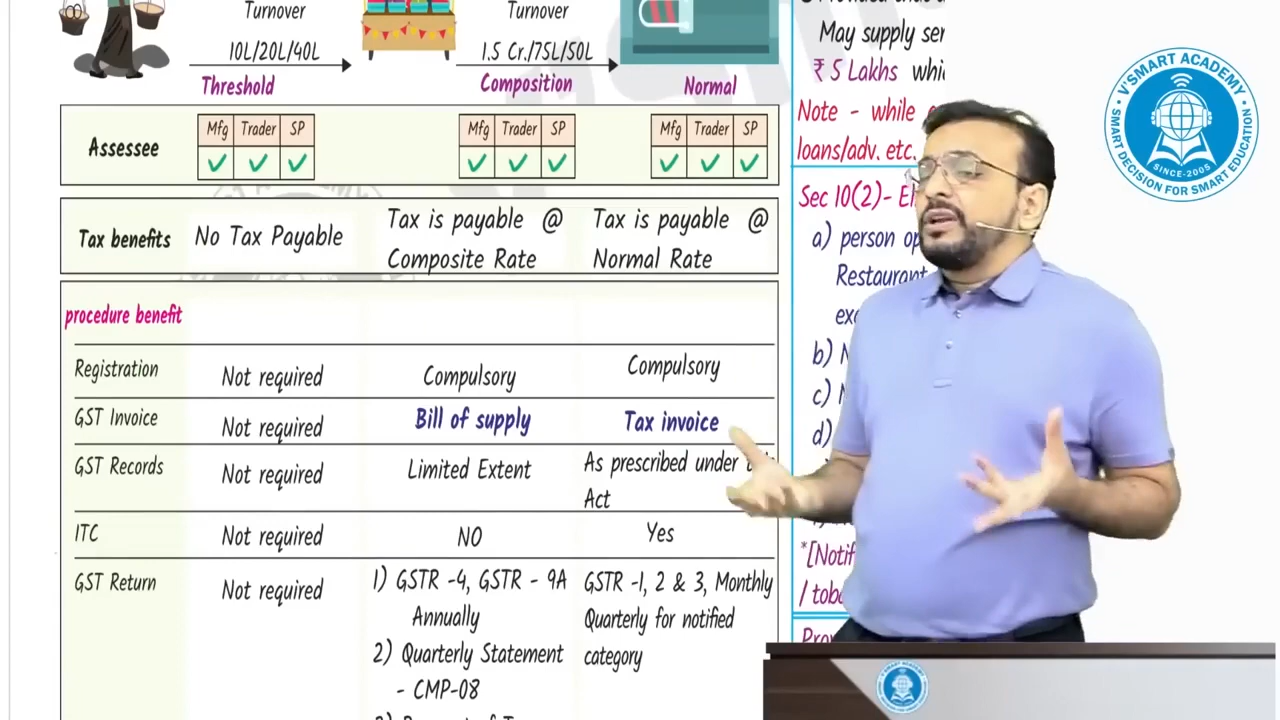 Turnover
10L/20L/40L
Threshold
Turnover
1.5 Cr./75L/50L
Composition
Normal
Assessee
Mfg Trader SP
Mfg Trader SP
Mfg Trader SP
Tax benefits
No Tax Payable
Tax is payable @
Composite Rate
Tax is payable @
Normal Rate
procedure benefit
Registration
Not required
Compulsory
Compulsory
GST Invoice
Not required
Bill of supply
Tax invoice
GST Records
Not required
Limited Extent
As prescribed under
Act
ITC
Not required
NO
Yes
GST Return
Not required
1) GSTR -4, GSTR - 9A
Annually
2) Quarterly Statement
- CMP-08
GSTR -1, 2 & 3, Monthly
Quarterly for notified
category
May supply
₹ 5 Lakhs
Note - while
loans/adv. etc.
Sec 10(2)-
a) person
Restaurant
b)
c)
d)
*[
V'SMART ACADEMY
SMART DECISION FOR SMART EDUCATION
SINCE-2005
V'SMART ACADEMY